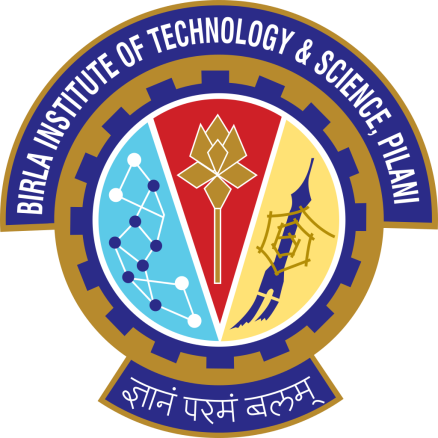 BIRLA INSTITUTE OF TECHNOLOGY & SCIENCE, PILANI
ज्ञानं परमं बलम्